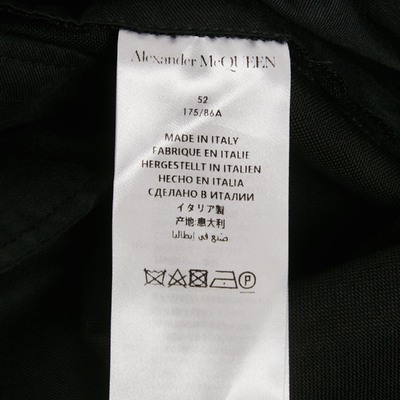 Alexander McQUEEN
52
175/86A
MADE IN ITALY
FABRIQUE EN ITALIE
HERGESTELLT IN ITALIEN
HECHO EN ITALIA
СДЕЛАНО В ИТАЛИИ
イタリア製
产地:意大利
صنع في إيطاليا
P